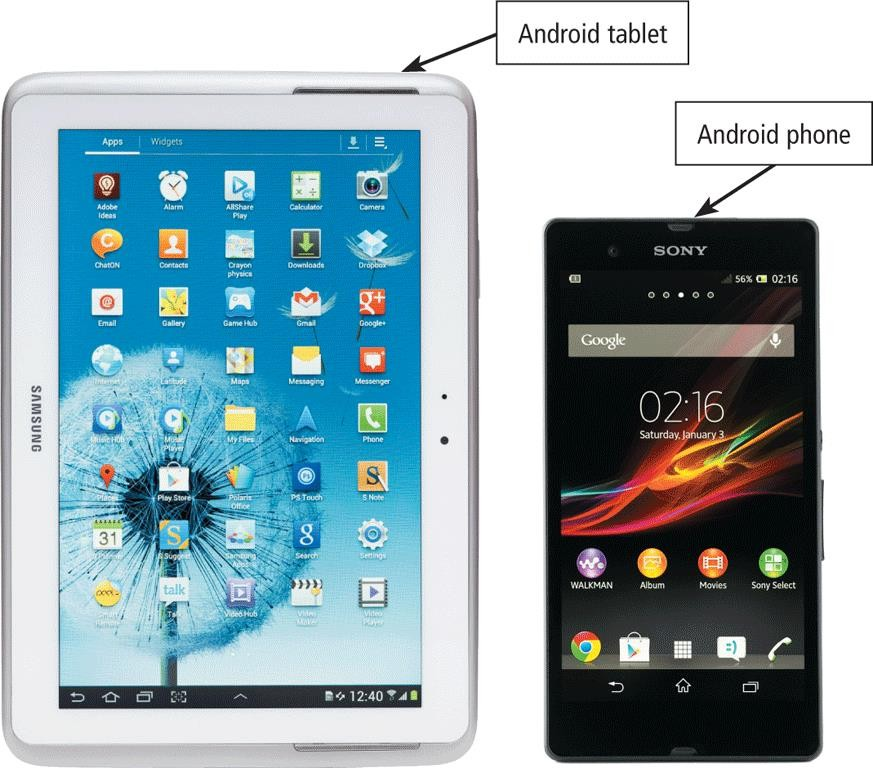 Android tablet
Android phone
SAMSUNG
Apps Widgets
Adobe Ideas
Alarm
AllShare Play
Calculator
Camera
ChatON
Contacts
Crayon physics
Downloads
Dropbox
Email
Gallery
Game Hub
Gmail
Google+
Internet
Latitude
Maps
Messaging
Messenger
Music Hub
Music Player
My Files
Navigation
Phone
Places
Play Store
Polaris Office
PS Touch
S Note
31
S Suggest
Samsung Apps
Search
Settings
talk
Talk
Video Hub
Video Maker
Video Player
12:40
SONY
56% 02:16
Google
02:16
Saturday, January 3
WALKMAN Album Movies Sony Select